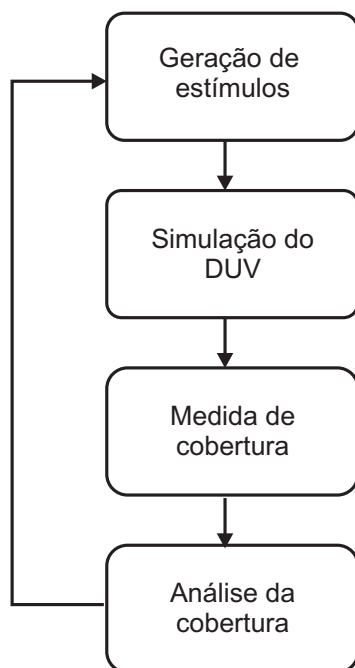 Geração de
estímulos
Simulação do
DUV
Medida de
cobertura
Análise da
cobertura